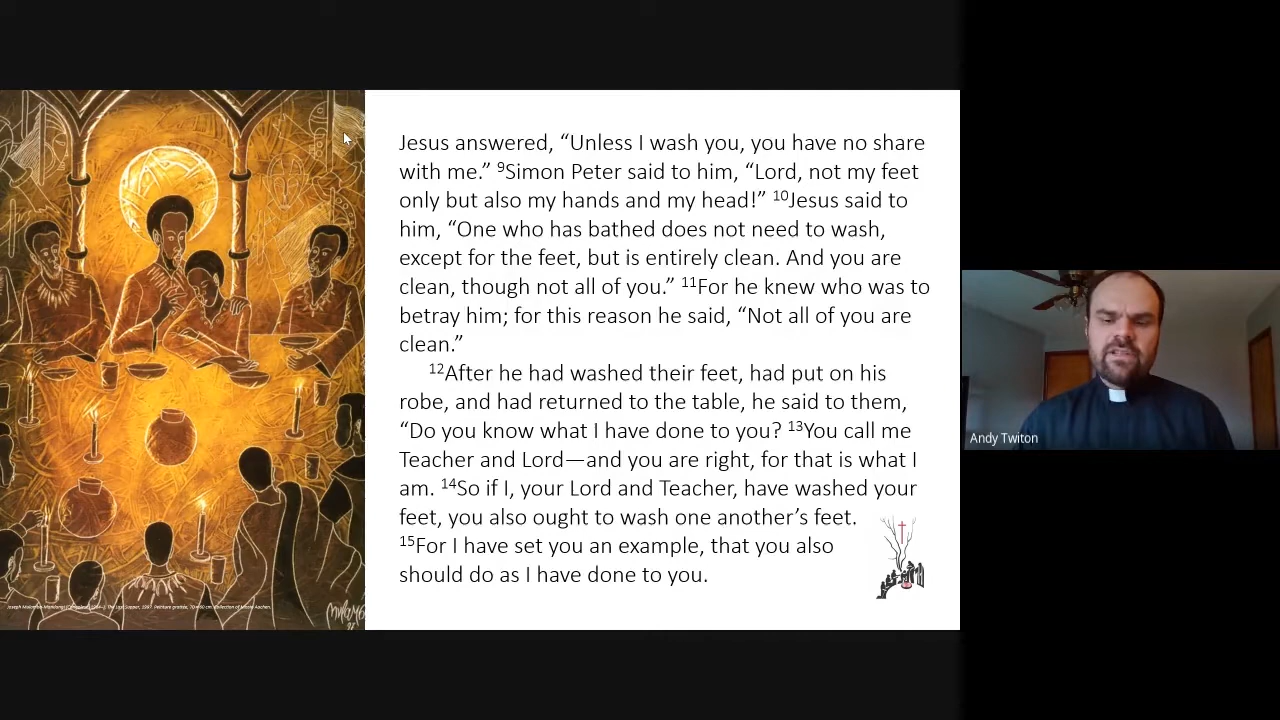 Jesus answered, “Unless I wash you, you have no share
with me.” ⁹Simon Peter said to him, “Lord, not my feet
only but also my hands and my head!” ¹⁰Jesus said to
him, “One who has bathed does not need to wash,
except for the feet, but is entirely clean. And you are
clean, though not all of you.” ¹¹For he knew who was to
betray him; for this reason he said, “Not all of you are
clean.”
¹²After he had washed their feet, had put on his
robe, and had returned to the table, he said to them,
“Do you know what I have done to you? ¹³You call me
Teacher and Lord—and you are right, for that is what I
am. ¹⁴So if I, your Lord and Teacher, have washed your
feet, you also ought to wash one another’s feet.
¹⁵For I have set you an example, that you also
should do as I have done to you.
Andy Twiton